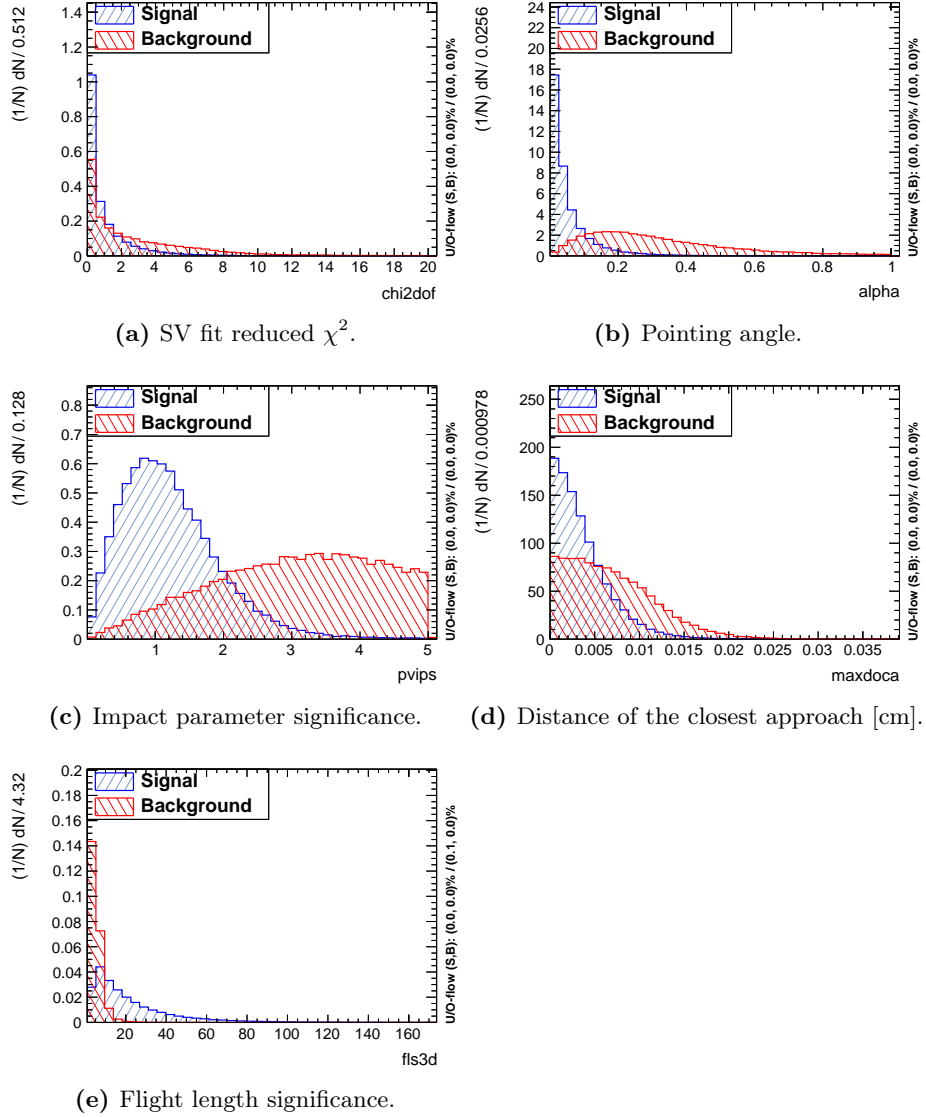 (1/N) dN / 0.512
1.4
1.2
1
0.8
0.6
0.4
0.2
0
Signal
Background
0 2 4 6 8 10 12 14 16 18 20
chi2dof
U/O-flow (S,B): (0.0, 0.0)% / (0.0, 0.0)%
(a) SV fit reduced χ².
(1/N) dN / 0.0256
24
22
20
18
16
14
12
10
8
6
4
2
0
Signal
Background
0.2 0.4 0.6 0.8 1
alpha
U/O-flow (S,B): (0.0, 0.0)% / (0.0, 0.0)%
(b) Pointing angle.
(1/N) dN / 0.128
0.8
0.7
0.6
0.5
0.4
0.3
0.2
0.1
0
Signal
Background
1 2 3 4 5
pvips
U/O-flow (S,B): (0.0, 0.0)% / (0.0, 0.0)%
(c) Impact parameter significance.
(1/N) dN / 0.000978
250
200
150
100
50
0
Signal
Background
0 0.005 0.01 0.015 0.02 0.025 0.03 0.035
maxdoca
U/O-flow (S,B): (0.0, 0.0)% / (0.0, 0.0)%
(d) Distance of the closest approach [cm].
(1/N) dN / 4.32
0.2
0.18
0.16
0.14
0.12
0.1
0.08
0.06
0.04
0.02
0
Signal
Background
20 40 60 80 100 120 140 160
fls3d
U/O-flow (S,B): (0.0, 0.0)% / (0.1, 0.0)%
(e) Flight length significance.